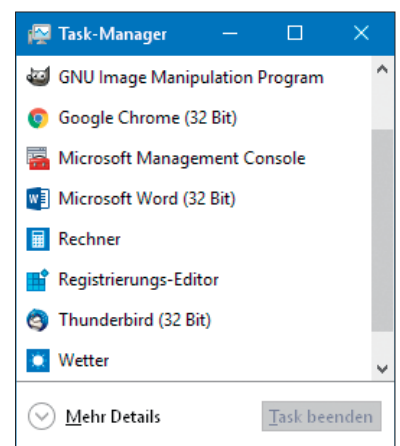 Task-Manager
GNU Image Manipulation Program
Google Chrome (32 Bit)
Microsoft Management Console
Microsoft Word (32 Bit)
Rechner
Registrierungs-Editor
Thunderbird (32 Bit)
Wetter
Mehr Details
Task beenden